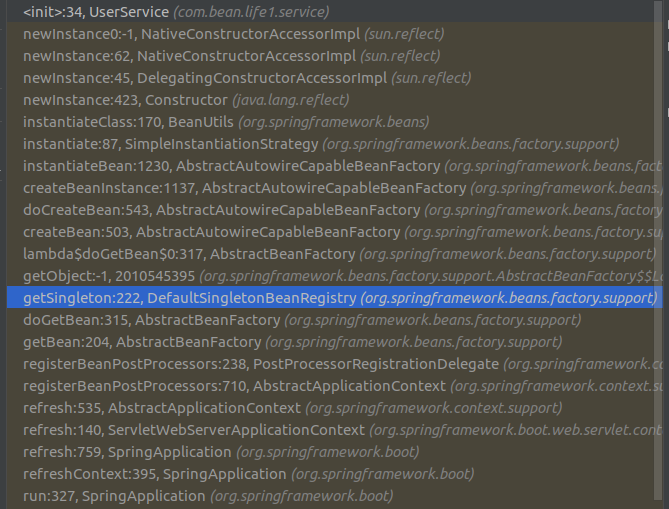 <init>:34, UserService (com.bean.life1.service)
newInstance0:-1, NativeConstructorAccessorImpl (sun.reflect)
newInstance:62, NativeConstructorAccessorImpl (sun.reflect)
newInstance:45, DelegatingConstructorAccessorImpl (sun.reflect)
newInstance:423, Constructor (java.lang.reflect)
instantiateClass:170, BeanUtils (org.springframework.beans)
instantiate:87, SimpleInstantiationStrategy (org.springframework.beans.factory.support)
instantiateBean:1230, AbstractAutowireCapableBeanFactory (org.springframework.beans.fact
createBeanInstance:1137, AbstractAutowireCapableBeanFactory (org.springframework.beans.
doCreateBean:543, AbstractAutowireCapableBeanFactory (org.springframework.beans.factory
createBean:503, AbstractAutowireCapableBeanFactory (org.springframework.beans.factory.su
lambda$doGetBean$0:317, AbstractBeanFactory (org.springframework.beans.factory.support)
getObject:-1, 2010545395 (org.springframework.beans.factory.support.AbstractBeanFactory$$La
getSingleton:222, DefaultSingletonBeanRegistry (org.springframework.beans.factory.support)
doGetBean:315, AbstractBeanFactory (org.springframework.beans.factory.support)
getBean:204, AbstractBeanFactory (org.springframework.beans.factory.support)
registerBeanPostProcessors:238, PostProcessorRegistrationDelegate (org.springframework.co
registerBeanPostProcessors:710, AbstractApplicationContext (org.springframework.context.su
refresh:535, AbstractApplicationContext (org.springframework.context.support)
refresh:140, ServletWebServerApplicationContext (org.springframework.boot.web.servlet.cont
refresh:759, SpringApplication (org.springframework.boot)
refreshContext:395, SpringApplication (org.springframework.boot)
run:327, SpringApplication (org.springframework.boot)